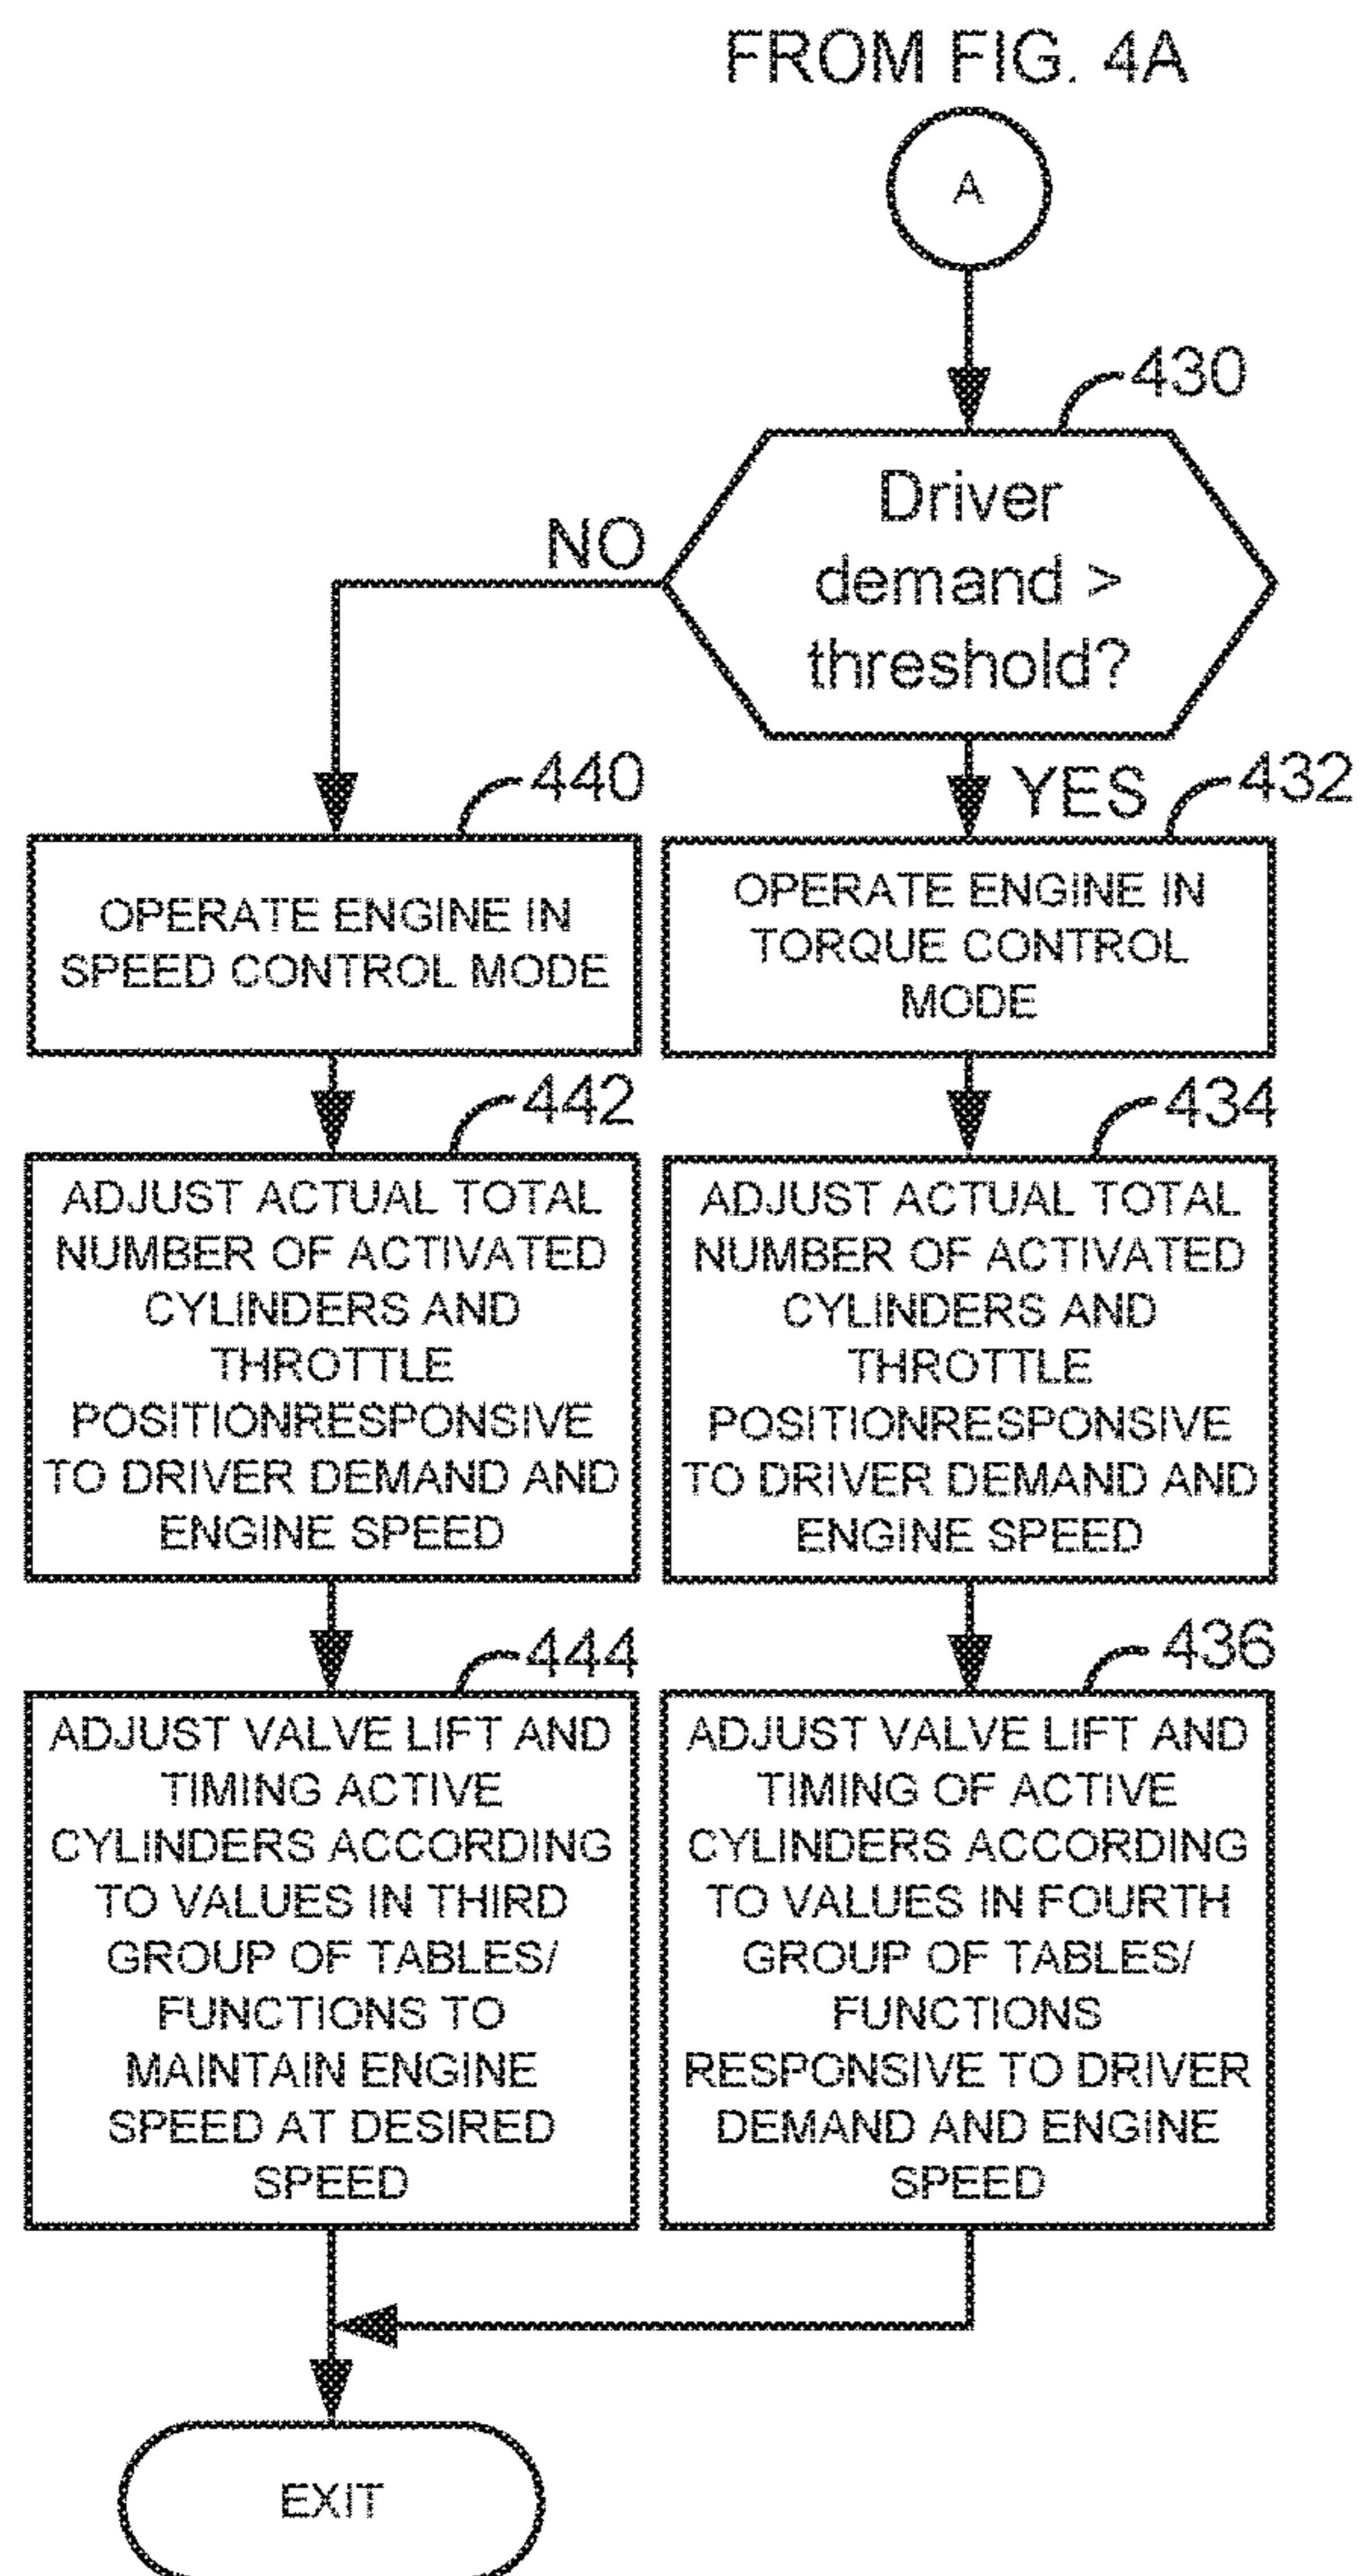 FROM FIG. 4A
A
430
Driver
demand >
threshold?
NO
YES
440
OPERATE ENGINE IN
SPEED CONTROL MODE
432
OPERATE ENGINE IN
TORQUE CONTROL
MODE
442
ADJUST ACTUAL TOTAL
NUMBER OF ACTIVATED
CYLINDERS AND
THROTTLE
POSITIONRESPONSIVE
TO DRIVER DEMAND AND
ENGINE SPEED
434
ADJUST ACTUAL TOTAL
NUMBER OF ACTIVATED
CYLINDERS AND
THROTTLE
POSITIONRESPONSIVE
TO DRIVER DEMAND AND
ENGINE SPEED
444
ADJUST VALVE LIFT AND
TIMING ACTIVE
CYLINDERS ACCORDING
TO VALUES IN THIRD
GROUP OF TABLES/
FUNCTIONS TO
MAINTAIN ENGINE
SPEED AT DESIRED
SPEED
436
ADJUST VALVE LIFT AND
TIMING OF ACTIVE
CYLINDERS ACCORDING
TO VALUES IN FOURTH
GROUP OF TABLES/
FUNCTIONS
RESPONSIVE TO DRIVER
DEMAND AND ENGINE
SPEED
EXIT